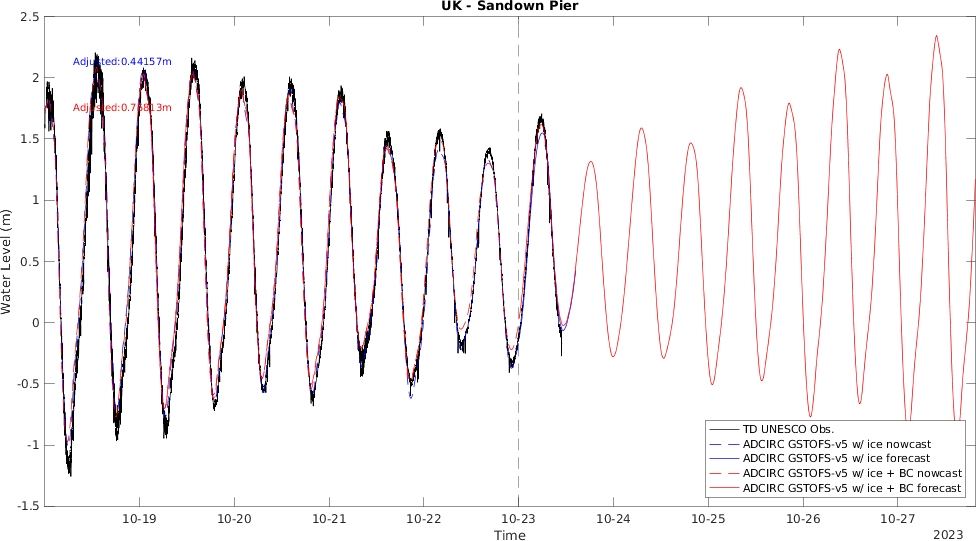 UK - Sandown Pier
2.5
2
1.5
1
0.5
0
-0.5
-1
-1.5
Water Level (m)
Adjusted:0.44157m
Adjusted:0.76813m
TD UNESCO Obs.
ADCIRC GSTOFS-v5 w/ ice nowcast
ADCIRC GSTOFS-v5 w/ ice forecast
ADCIRC GSTOFS-v5 w/ ice + BC nowcast
ADCIRC GSTOFS-v5 w/ ice + BC forecast
10-19 10-20 10-21 10-22 10-23 10-24 10-25 10-26 10-27
Time
2023